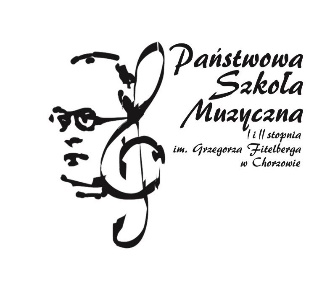 Państwowa
Szkoła
Muzyczna
I i II stopnia
im. Grzegorza Fitelberga
w Chorzowie